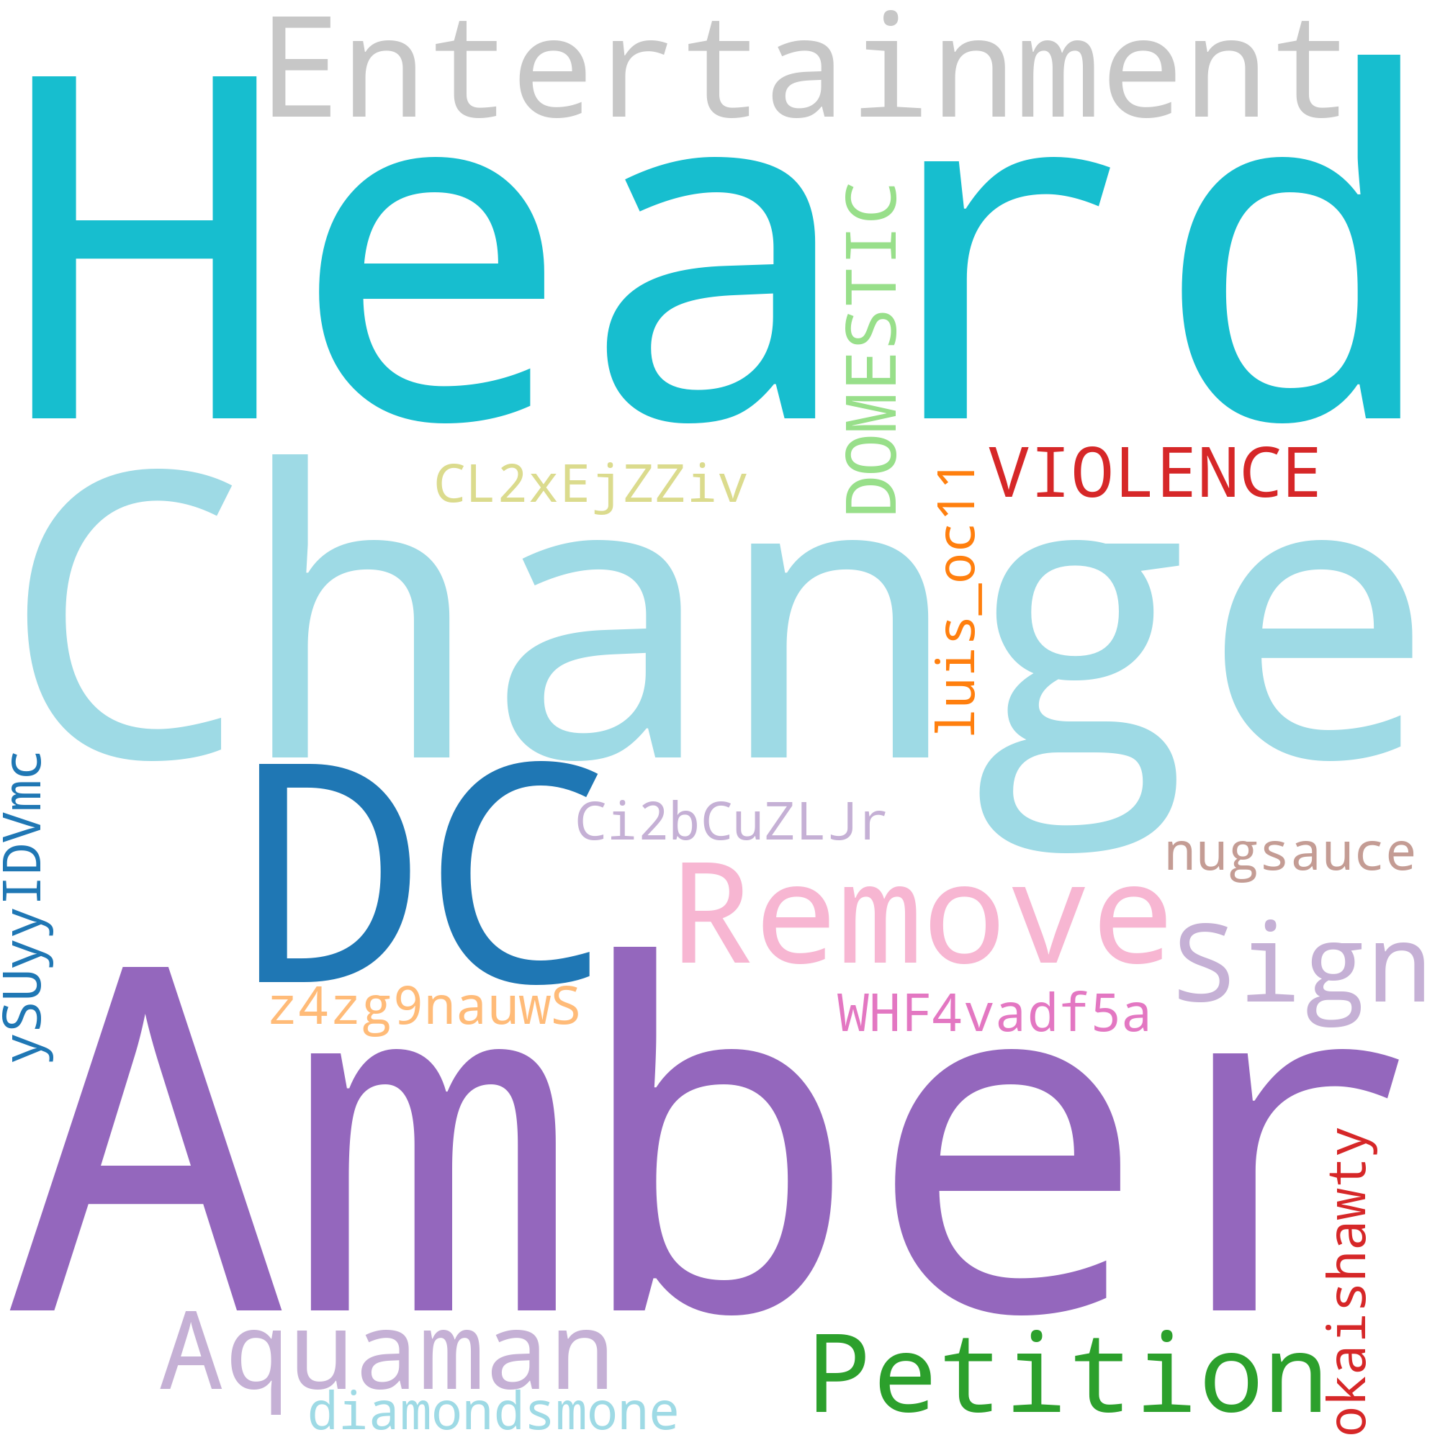 Entertainment
Heard
DOMESTIC
VIOLENCE
CL2xEjZZiv
luis_oc11
Change
ySUyyIDVmc
DC
Ci2bCuZLJr
nugsauce
Remove
Sign
z4zg9nauwS
WHF4vadf5a
Amber
okaishawty
Aquaman
Petition
diamondsmone